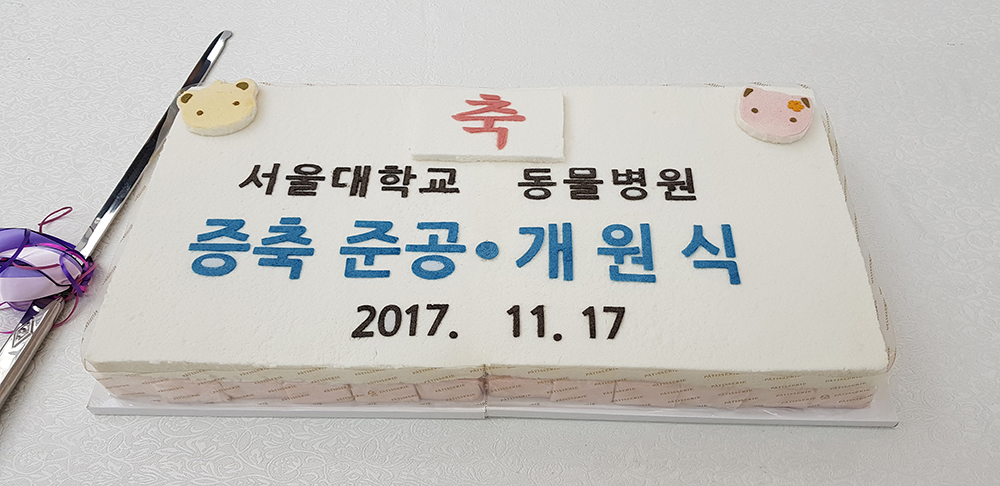 축
서울대학교 동물병원
증축 준공•개원식
2017. 11. 17